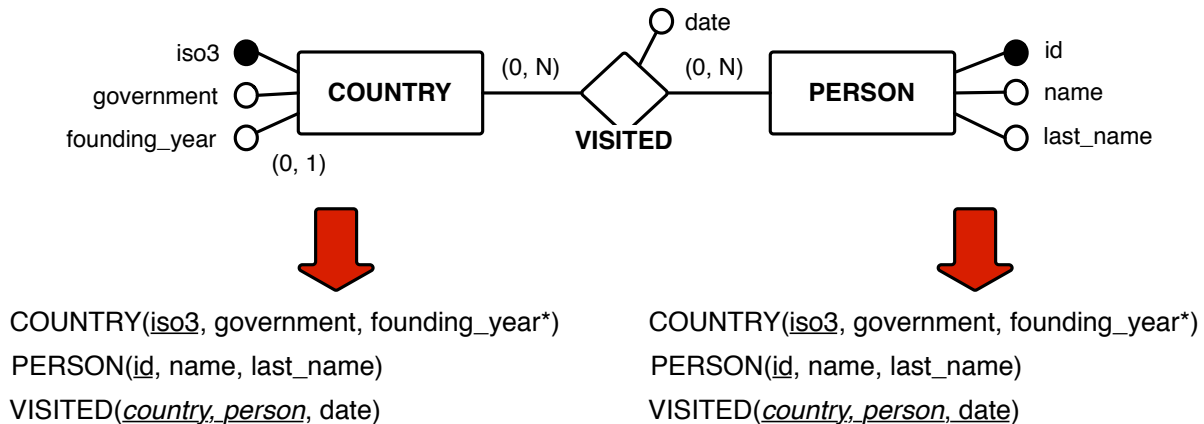 date
iso3
(0, N)
(0, N)
id
government
COUNTRY
PERSON
name
founding_year
VISITED
last_name
(0, 1)
COUNTRY(iso3, government, founding_year*)
PERSON(id, name, last_name)
VISITED(country, person, date)
COUNTRY(iso3, government, founding_year*)
PERSON(id, name, last_name)
VISITED(country, person, date)